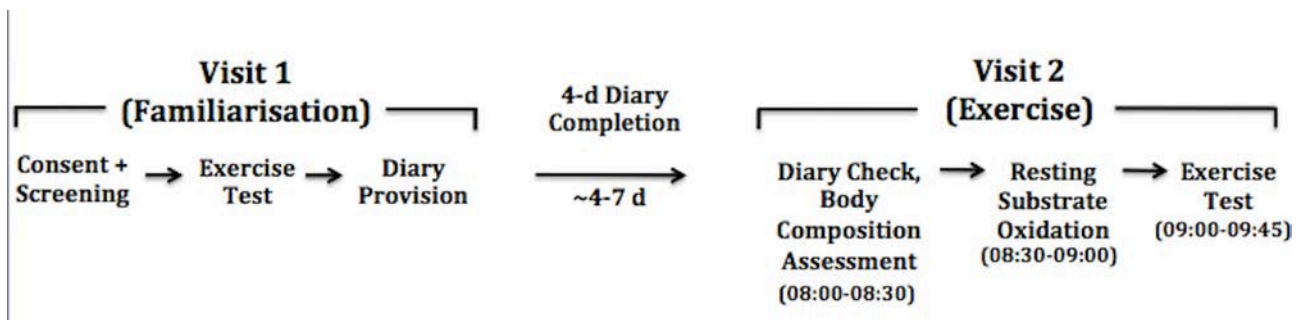 Visit 1
(Familiarisation)
Consent +
Screening
Exercise
Test
Diary
Provision
4-d Diary
Completion
~4-7 d
Visit 2
(Exercise)
Diary Check,
Body
Composition
Assessment
(08:00-08:30)
Resting
Substrate
Oxidation
(08:30-09:00)
Exercise
Test
(09:00-09:45)